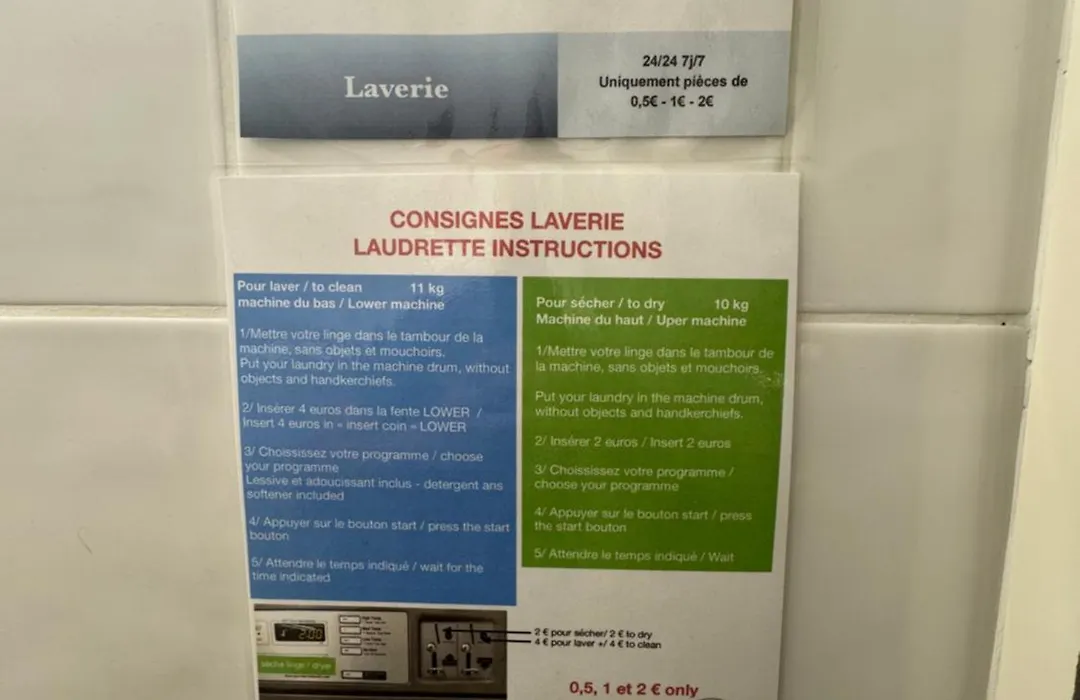 Laverie
24/24 7j/7
Uniquement pièces de
0,5€ - 1€ - 2€
CONSIGNES LAVERIE
LAUDRETTE INSTRUCTIONS
Pour laver / to clean 11 kg
machine du bas / Lower machine
1/Mettre votre linge dans le tambour de la
machine, sans objets et mouchoirs.
Put your laundry in the machine drum, without
objects and handkerchiefs.
2/ Insérer 4 euros dans la fente LOWER /
Insert 4 euros in « insert coin » LOWER
3/ Choississez votre programme / choose
your programme
Lessive et adoucissant inclus - detergent ans
softener included
4/ Appuyer sur le bouton start / press the start
bouton
5/ Attendre le temps indiqué / wait for the
time indicated
Pour sécher / to dry 10 kg
Machine du haut / Uper machine
1/Mettre votre linge dans le tambour de
la machine, sans objets et mouchoirs.
Put your laundry in the machine drum,
without objects and handkerchiefs.
2/ Insérer 2 euros / Insert 2 euros
3/ Choississez votre programme /
choose your programme
4/ Appuyer sur le bouton start / press
the start bouton
5/ Attendre le temps indiqué / Wait
2:00
sèche linge / dryer
2 € pour sécher/ 2 € to dry
4 € pour laver +/ 4 € to clean
0,5, 1 et 2 € only